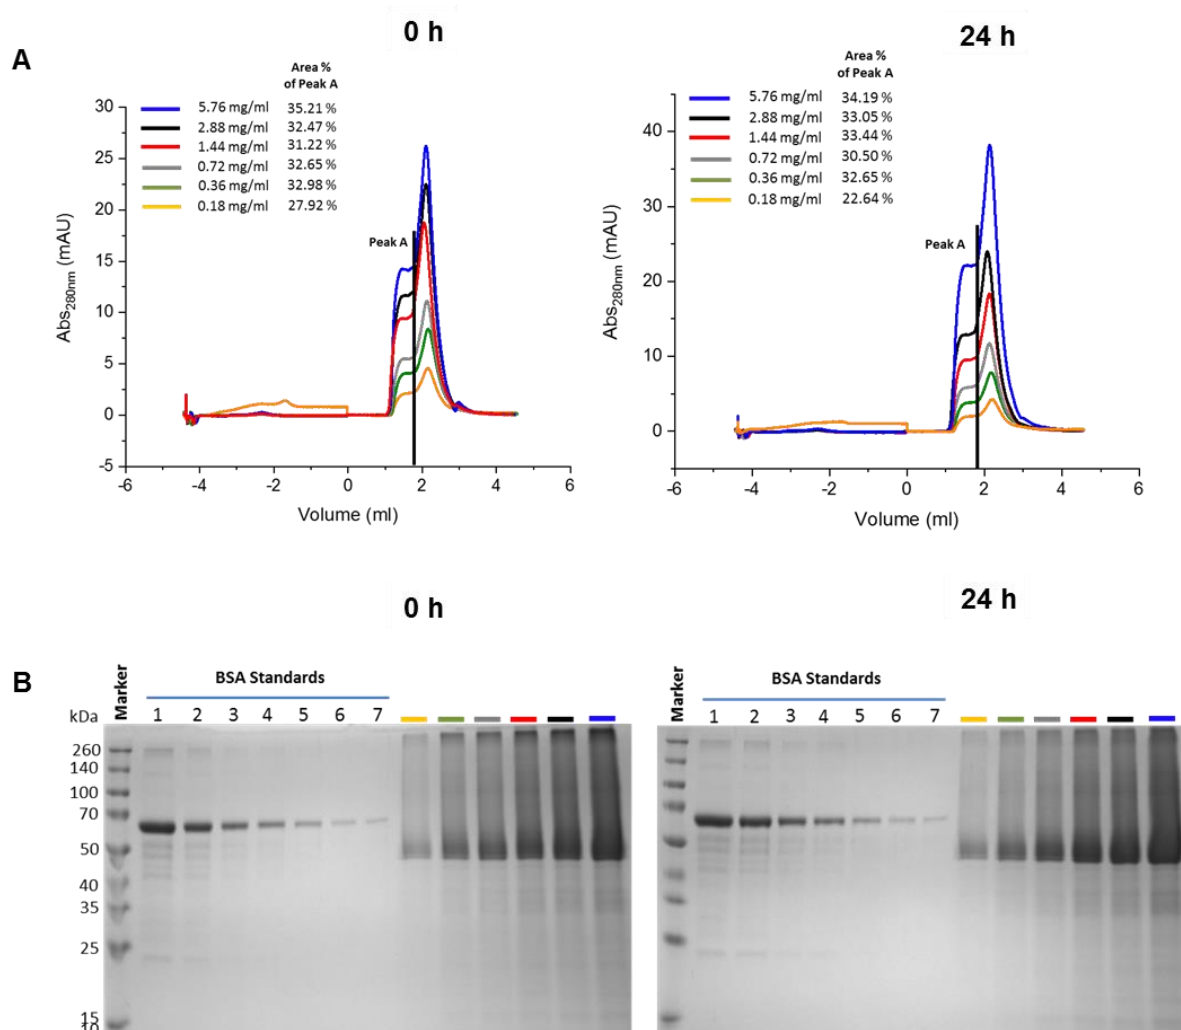 0 h
24 h
A
Area %
of Peak A
5.76 mg/ml 35.21 %
2.88 mg/ml 32.47 %
1.44 mg/ml 31.22 %
0.72 mg/ml 32.65 %
0.36 mg/ml 32.98 %
0.18 mg/ml 27.92 %
Peak A
30
25
20
15
10
5
0
-5
Abs280nm (mAU)
-6 -4 -2 0 2 4 6
Volume (ml)
Area %
of Peak A
5.76 mg/ml 34.19 %
2.88 mg/ml 33.05 %
1.44 mg/ml 33.44 %
0.72 mg/ml 30.50 %
0.36 mg/ml 32.65 %
0.18 mg/ml 22.64 %
Peak A
40
30
20
10
0
Abs280nm (mAU)
-6 -4 -2 0 2 4 6
Volume (ml)
0 h
24 h
B
Marker
BSA Standards
kDa
1 2 3 4 5 6 7
260
140
100
70
50
40
35
25
15
10
Marker
BSA Standards
1 2 3 4 5 6 7